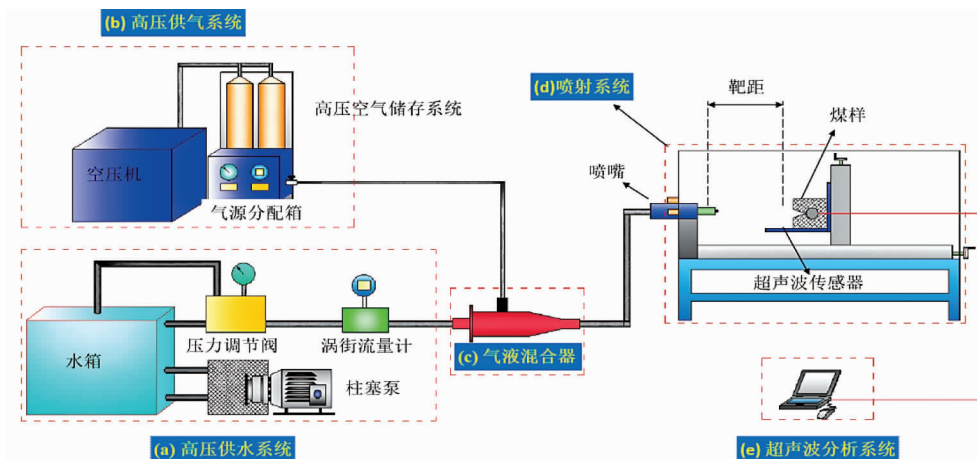 (b) 高压供气系统
高压空气储存系统
空压机
气源分配箱
(d)喷射系统
靶距
煤样
喷嘴
超声波传感器
水箱
压力调节阀
涡街流量计
柱塞泵
(c) 气液混合器
(a) 高压供水系统
(e) 超声波分析系统